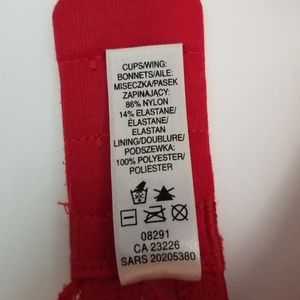 CUPS/WING:
BONNETS/AILE:
MISECZKA/PASEK
ZAPINAJĄCY:
86% NYLON
14% ELASTANE/
ÉLASTANE/
ELASTAN
LINING/DOUBLURE/
PODSZEWKA:
100% POLYESTER/
POLIESTER
08291
CA 23226
SARS 20205380